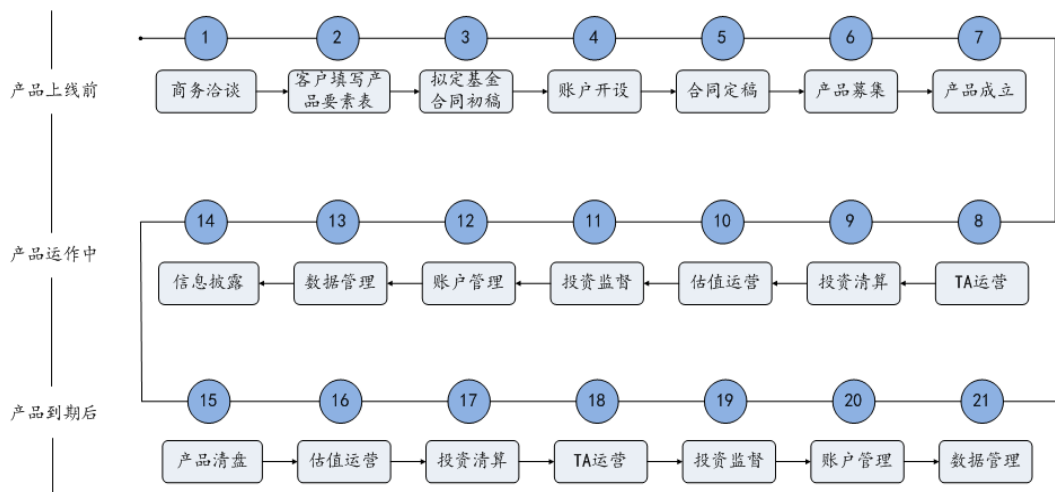 1 2 3 4 5 6 7
产品上线前
商务洽谈
客户填写产
品要素表
拟定基金
合同初稿
账户开设
合同定稿
产品募集
产品成立
14 13 12 11 10 9 8
产品运作中
信息披露
数据管理
账户管理
投资监督
估值运营
投资清算
TA运营
15 16 17 18 19 20 21
产品到期后
产品清盘
估值运营
投资清算
TA运营
投资监督
账户管理
数据管理